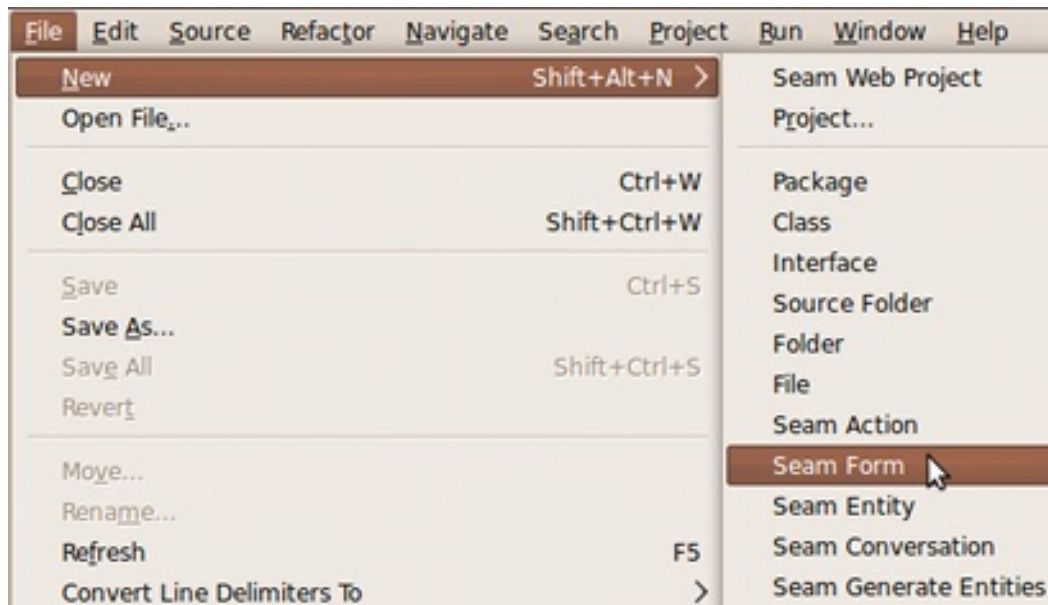 File Edit Source Refactor Navigate Search Project Run Window Help
New Shift+Alt+N
Open File...
Close Ctrl+W
Close All Shift+Ctrl+W
Save Ctrl+S
Save As...
Save All Shift+Ctrl+S
Revert
Move...
Rename...
Refresh F5
Convert Line Delimiters To
Seam Web Project
Project...
Package
Class
Interface
Source Folder
Folder
File
Seam Action
Seam Form
Seam Entity
Seam Conversation
Seam Generate Entities